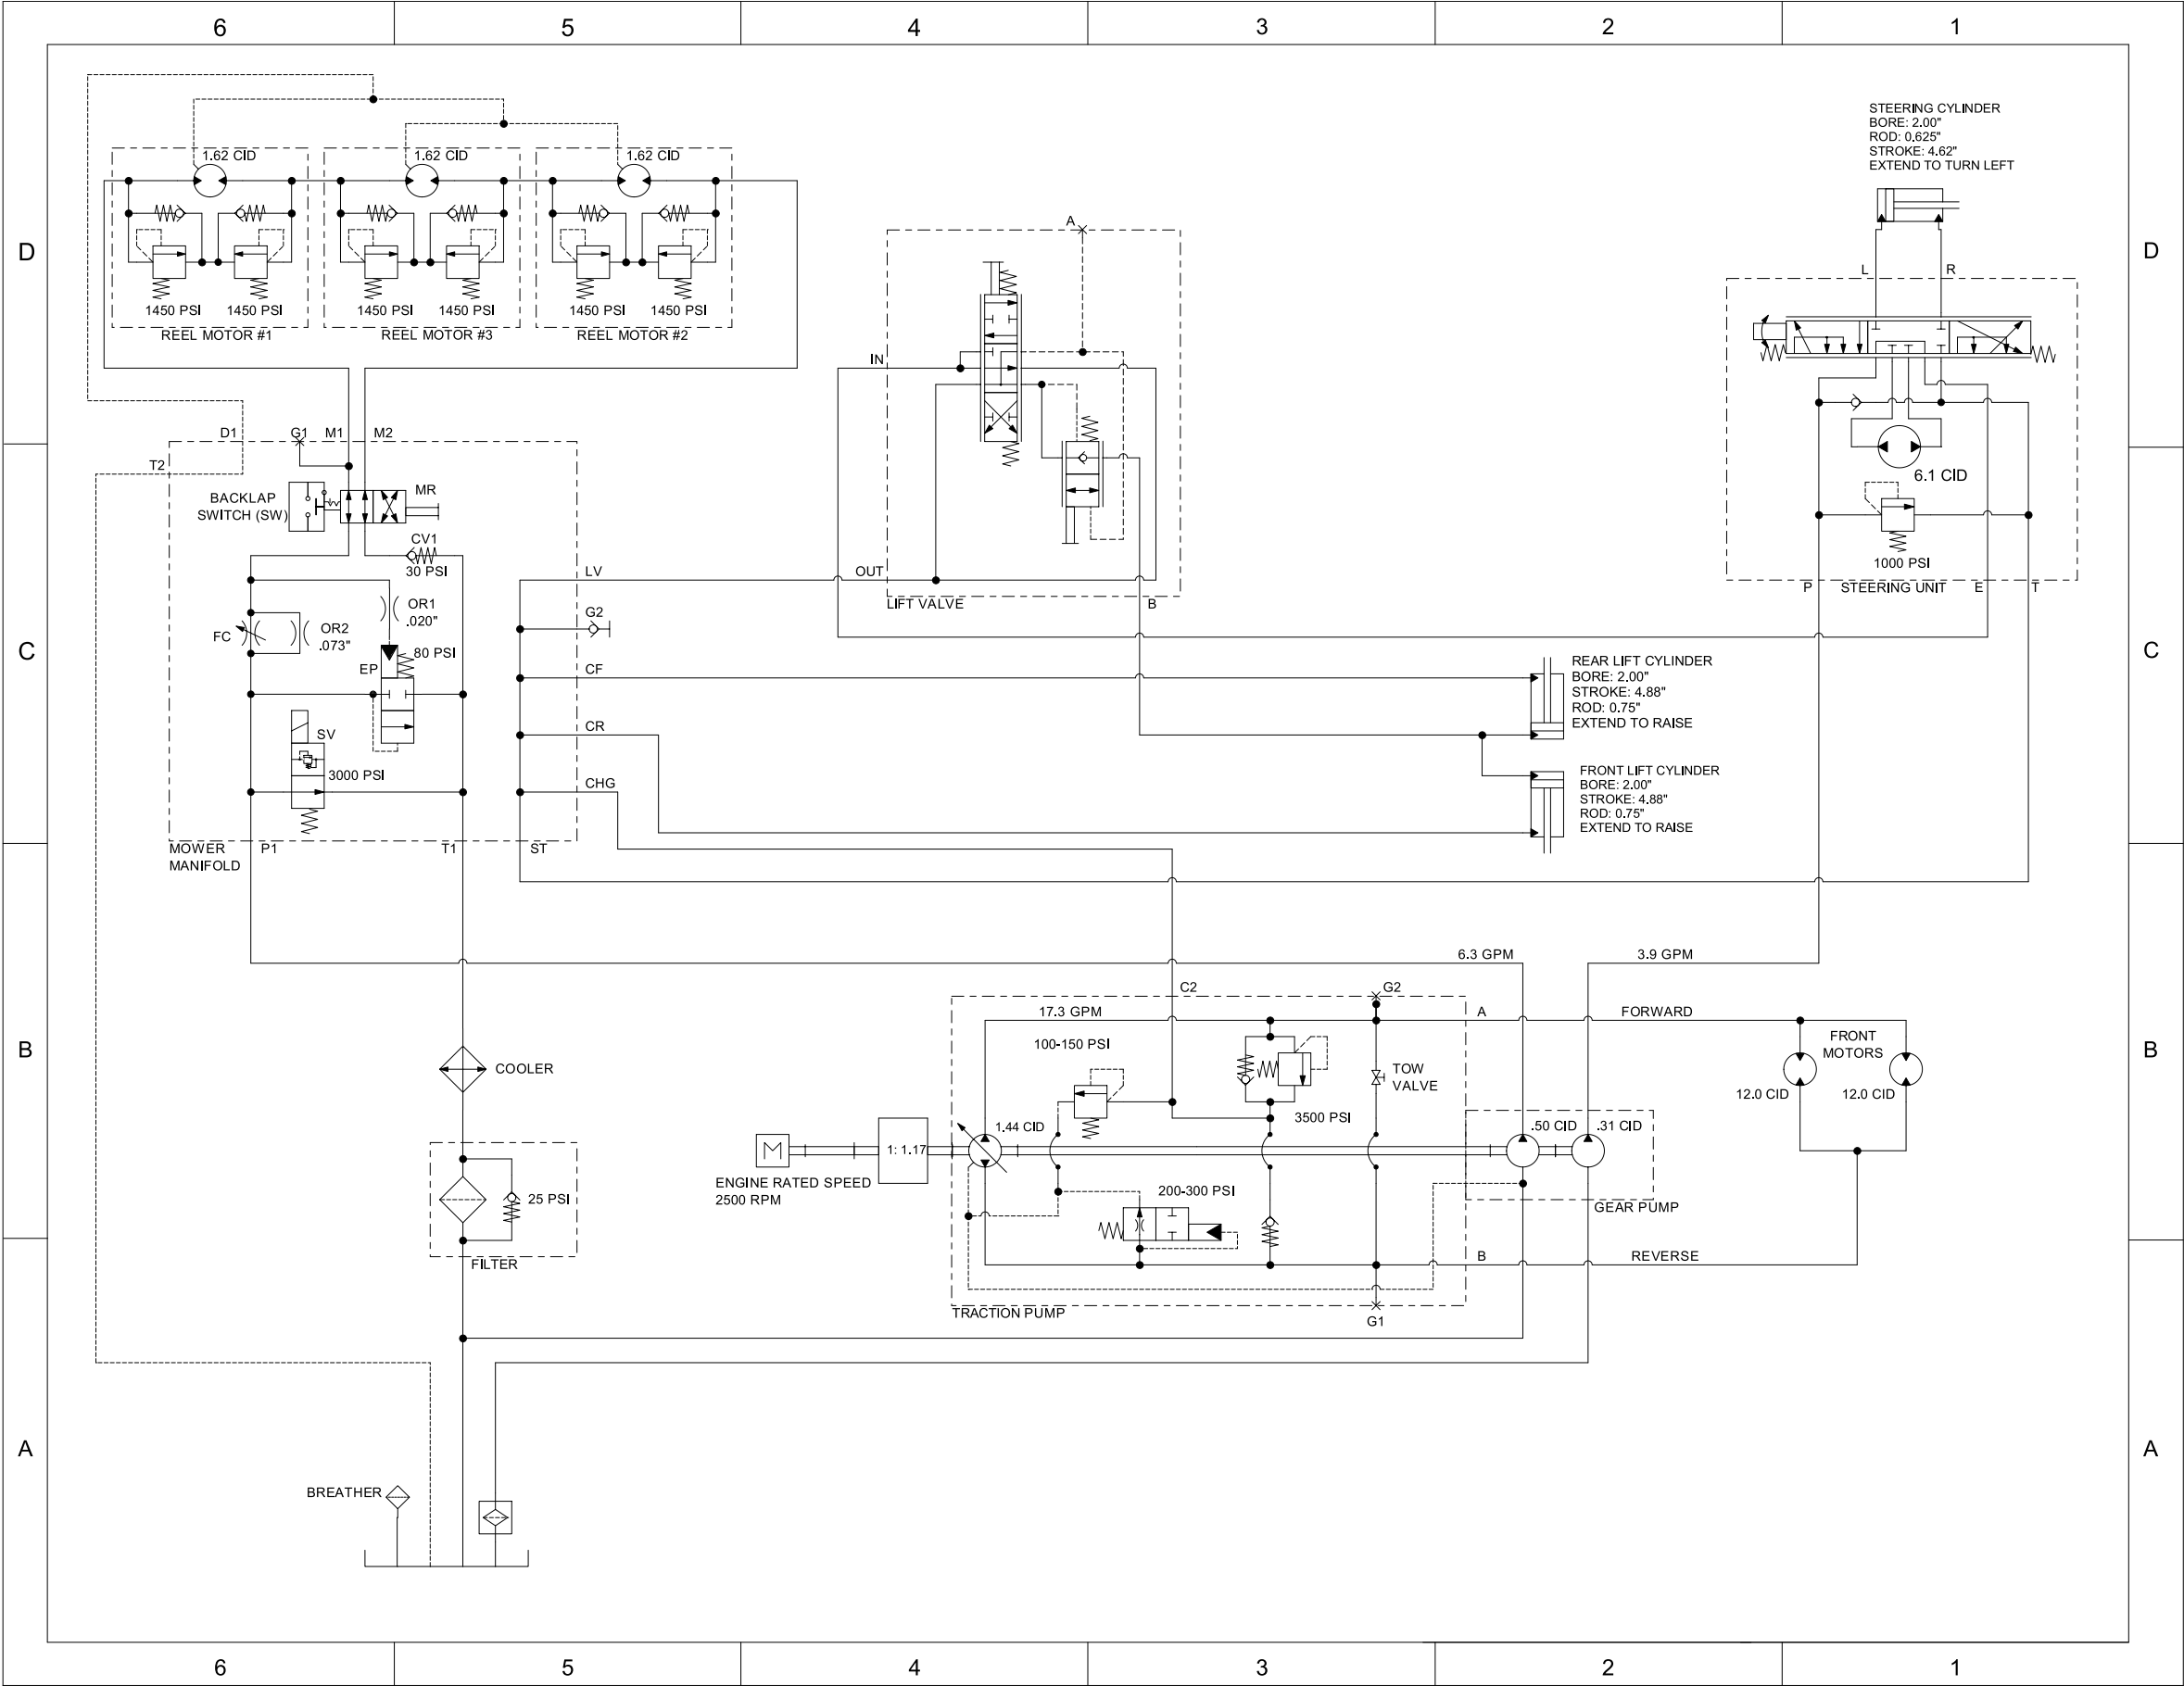 6 5 4 3 2 1
STEERING CYLINDER
BORE: 2.00"
ROD: 0.625"
STROKE: 4.62"
EXTEND TO TURN LEFT
1.62 CID 1.62 CID 1.62 CID
A
D D
L R
1450 PSI 1450 PSI 1450 PSI 1450 PSI 1450 PSI 1450 PSI
REEL MOTOR #1 REEL MOTOR #3 REEL MOTOR #2
IN
D1 G1 M1 M2
T2
6.1 CID
BACKLAP
SWITCH (SW)
MR
CV1
30 PSI
1000 PSI
LV
OUT
P STEERING UNIT E T
LIFT VALVE B
OR1
.020"
G2
FC
OR2
.073"
C C
80 PSI
EP
CF
REAR LIFT CYLINDER
BORE: 2.00"
STROKE: 4.88"
ROD: 0.75"
EXTEND TO RAISE
SV
CR
3000 PSI
CHG
FRONT LIFT CYLINDER
BORE: 2.00"
STROKE: 4.88"
ROD: 0.75"
EXTEND TO RAISE
MOWER
MANIFOLD
P1 T1 ST
6.3 GPM 3.9 GPM
C2 G2
17.3 GPM A FORWARD
100-150 PSI
FRONT
MOTORS
B B
COOLER
TOW
VALVE
12.0 CID 12.0 CID
3500 PSI
1.44 CID .50 CID .31 CID
M
1: 1.17
ENGINE RATED SPEED
2500 RPM
200-300 PSI
25 PSI
GEAR PUMP
FILTER
B REVERSE
TRACTION PUMP
G1
A A
BREATHER
6 5 4 3 2 1